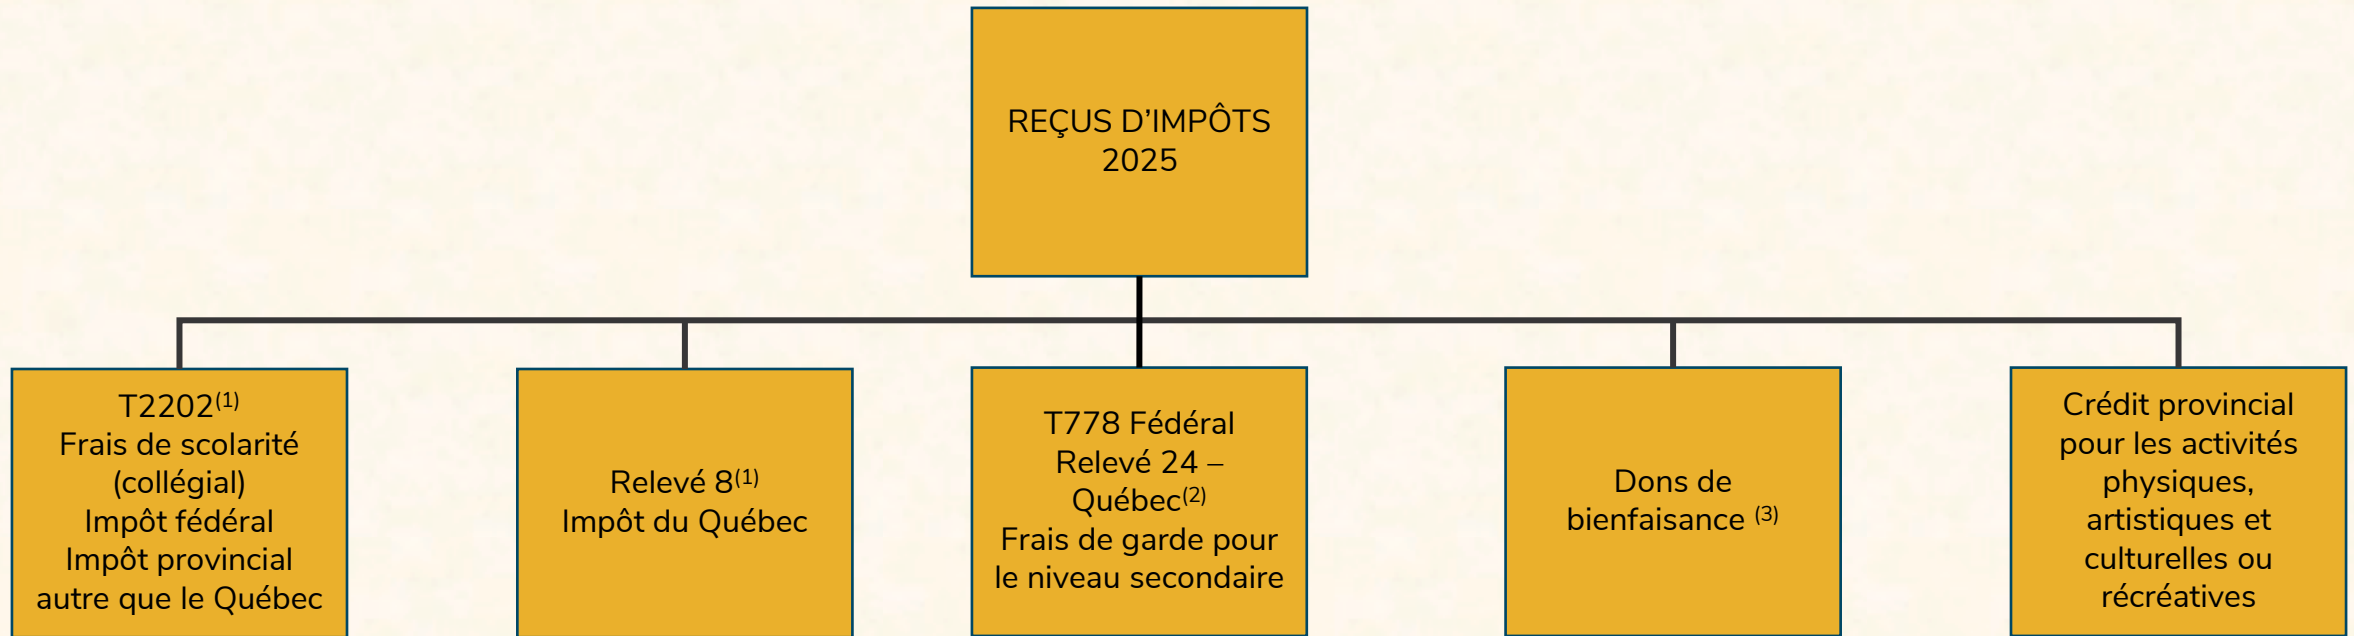 REÇUS D’IMPÔTS
2025
T2202(1)
Frais de scolarité
(collégial)
Impôt fédéral
Impôt provincial
autre que le Québec
Relevé 8(1)
Impôt du Québec
T778 Fédéral
Relevé 24 –
Québec(2)
Frais de garde pour
le niveau secondaire
Dons de
bienfaisance (3)
Crédit provincial
pour les activités
physiques,
artistiques et
culturelles ou
récréatives